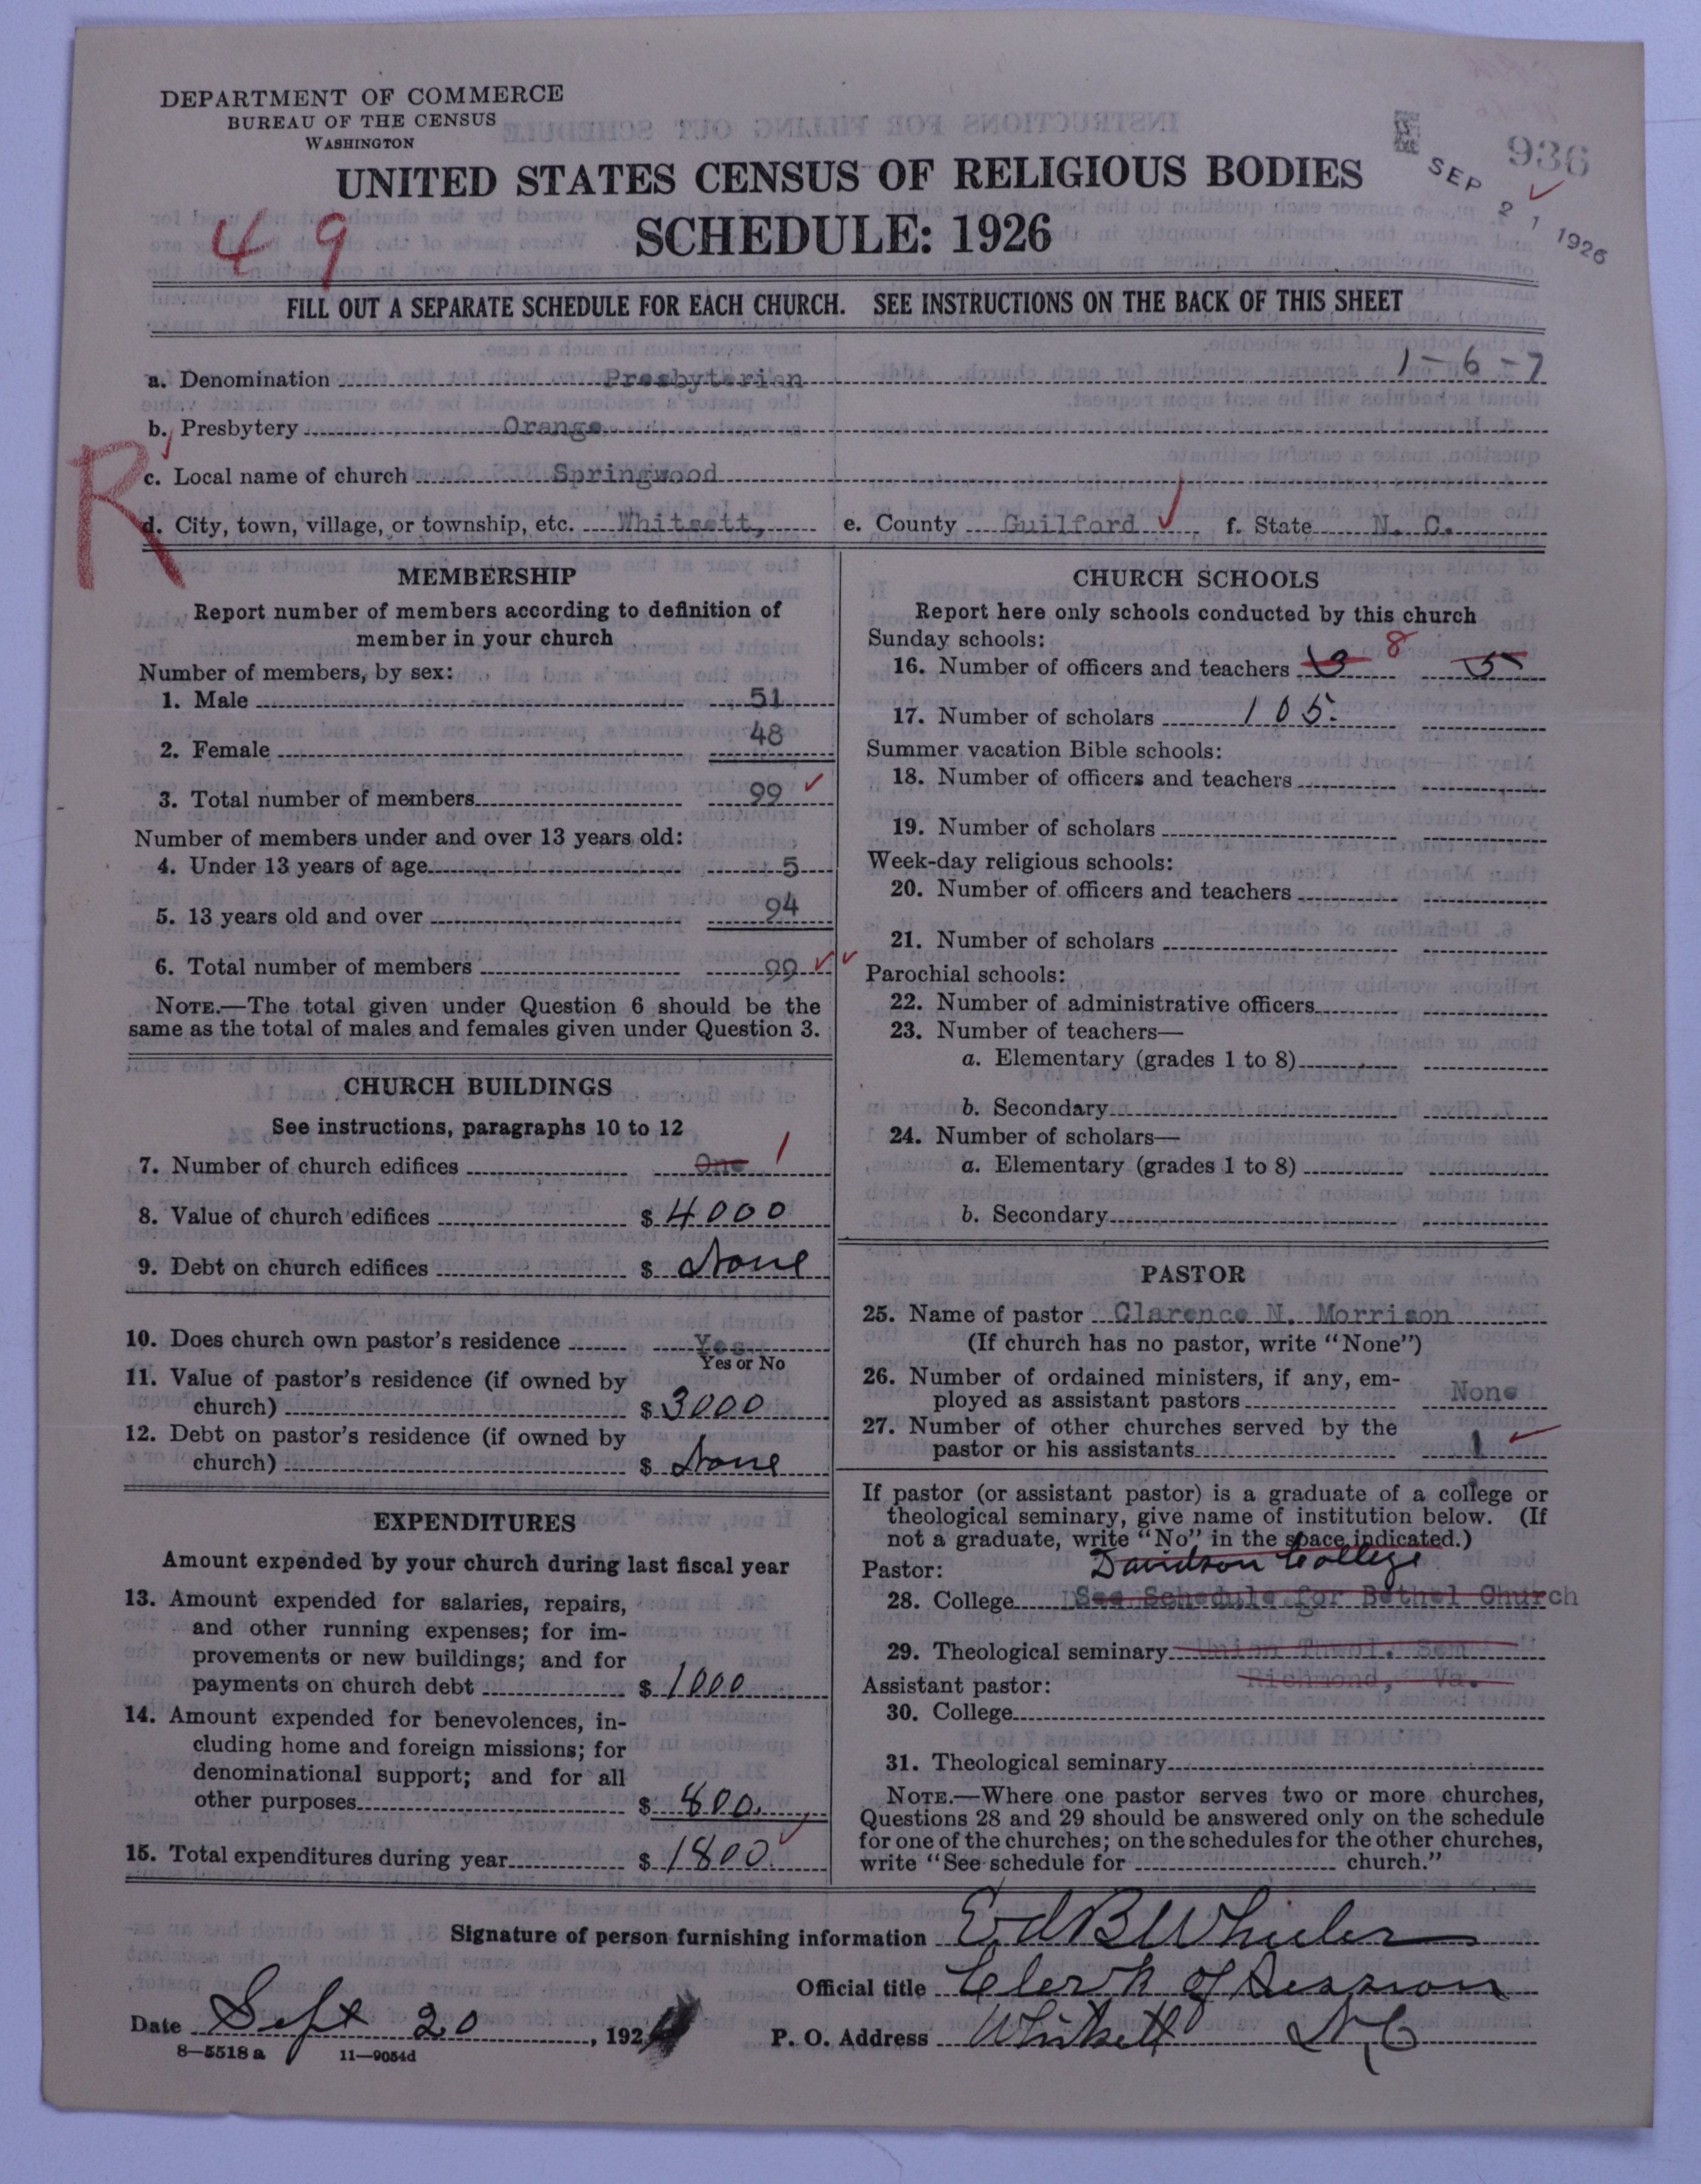 DEPARTMENT OF COMMERCE
BUREAU OF THE CENSUS
WASHINGTON
936
SEP 21 1926
UNITED STATES CENSUS OF RELIGIOUS BODIES
SCHEDULE: 1926
49
FILL OUT A SEPARATE SCHEDULE FOR EACH CHURCH. SEE INSTRUCTIONS ON THE BACK OF THIS SHEET
1-6-7
a. Denomination Presbyterian
b. Presbytery Orange
R
c. Local name of church Springwood
d. City, town, village, or township, etc. Whitsett, e. County Guilford f. State N. C.
MEMBERSHIP
Report number of members according to definition of
member in your church
Number of members, by sex:
1. Male 51
2. Female 48
3. Total number of members 99
Number of members under and over 13 years old:
4. Under 13 years of age 5
5. 13 years old and over 94
6. Total number of members 99
NOTE.—The total given under Question 6 should be the
same as the total of males and females given under Question 3.
CHURCH BUILDINGS
See instructions, paragraphs 10 to 12
7. Number of church edifices One 1
8. Value of church edifices $ 4000
9. Debt on church edifices $ None
10. Does church own pastor's residence Yes
Yes or No
11. Value of pastor's residence (if owned by
church) $ 3000
12. Debt on pastor's residence (if owned by
church) $ None
EXPENDITURES
Amount expended by your church during last fiscal year
13. Amount expended for salaries, repairs,
and other running expenses; for im-
provements or new buildings; and for
payments on church debt $ 1000
14. Amount expended for benevolences, in-
cluding home and foreign missions; for
denominational support; and for all
other purposes $ 800.
15. Total expenditures during year $ 1800.
CHURCH SCHOOLS
Report here only schools conducted by this church
Sunday schools:
16. Number of officers and teachers 3 8 5
17. Number of scholars 105.
Summer vacation Bible schools:
18. Number of officers and teachers
19. Number of scholars
Week-day religious schools:
20. Number of officers and teachers
21. Number of scholars
Parochial schools:
22. Number of administrative officers
23. Number of teachers—
a. Elementary (grades 1 to 8)
b. Secondary
24. Number of scholars—
a. Elementary (grades 1 to 8)
b. Secondary
PASTOR
25. Name of pastor Clarence N. Morrison
(If church has no pastor, write "None")
26. Number of ordained ministers, if any, em-
ployed as assistant pastors None
27. Number of other churches served by the
pastor or his assistants 1
If pastor (or assistant pastor) is a graduate of a college or
theological seminary, give name of institution below. (If
not a graduate, write "No" in the space indicated.)
Pastor: Davidson College
28. College See Schedule for Bethel Church
29. Theological seminary Union Theol. Sem
Richmond, Va.
Assistant pastor:
30. College
31. Theological seminary
NOTE.—Where one pastor serves two or more churches,
Questions 28 and 29 should be answered only on the schedule
for one of the churches; on the schedules for the other churches,
write "See schedule for church."
Signature of person furnishing information Ed B Wheeler
Official title Clerk of Session
Date Sept 20, 192
P. O. Address Whitsett N C
8—5518 a 11—9054d